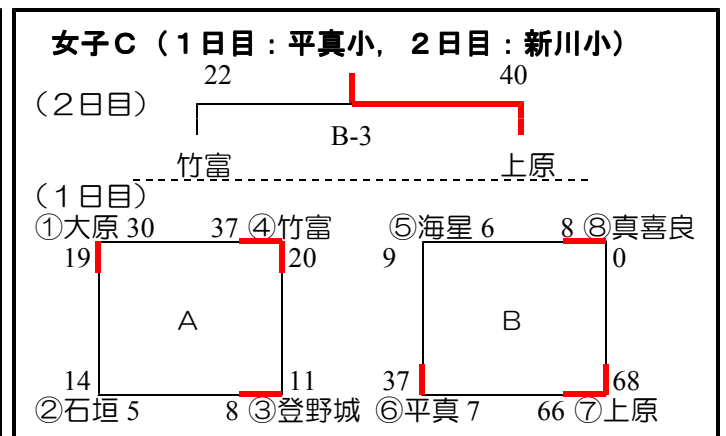 女子C（1日目：平真小，2日目：新川小）
22 40
（2日目）
B-3
竹富 上原
（1日目）
①大原 30 37 ④竹富 ⑤海星 6 8 ⑧真喜良
19 20 9 0
A B
14 11 37 68
②石垣 5 8 ③登野城 ⑥平真 7 66 ⑦上原